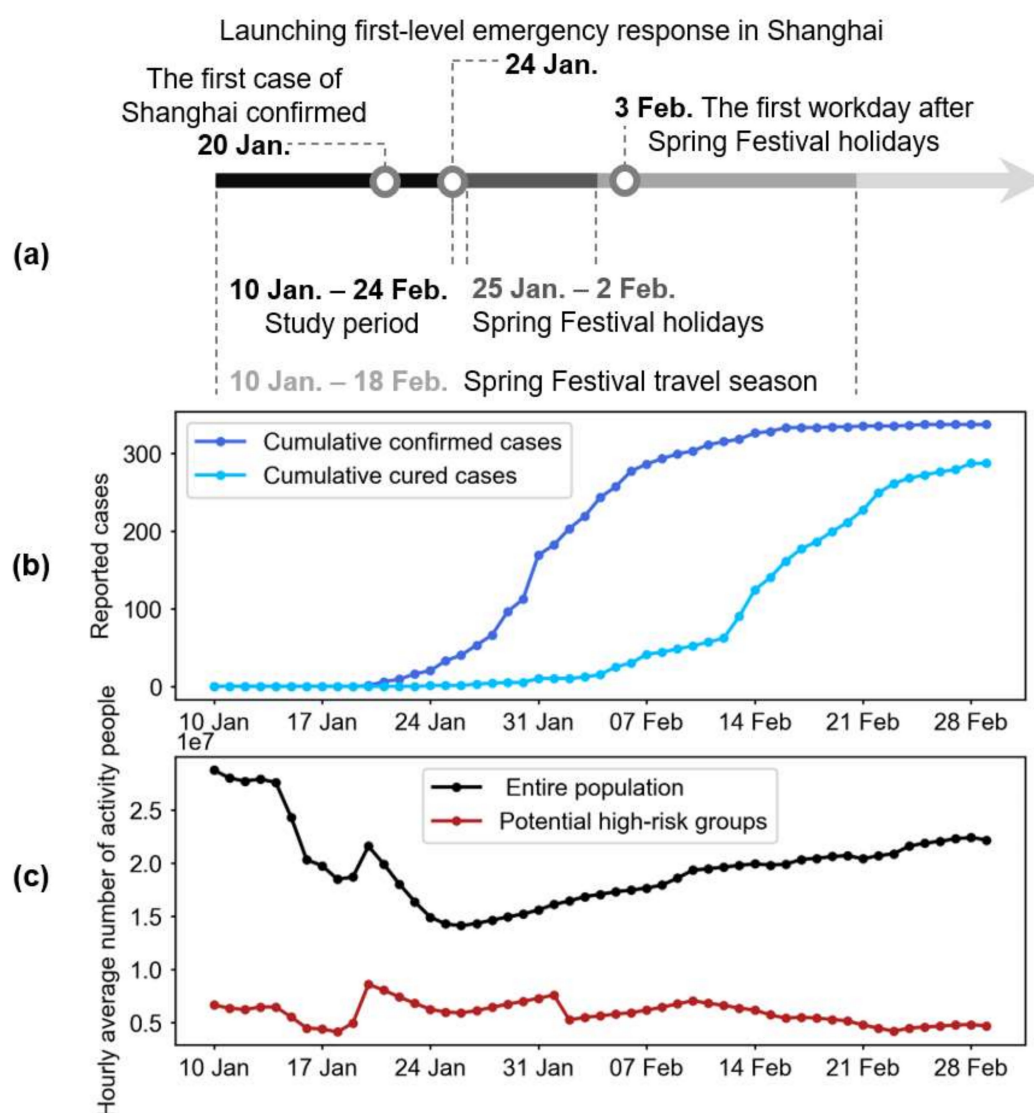 Launching first-level emergency response in Shanghai
24 Jan.
The first case of
Shanghai confirmed
20 Jan.
3 Feb. The first workday after
Spring Festival holidays
(a)
10 Jan. – 24 Feb.
Study period
25 Jan. – 2 Feb.
Spring Festival holidays
10 Jan. – 18 Feb. Spring Festival travel season
(b)
Reported cases
300
200
100
0
Cumulative confirmed cases
Cumulative cured cases
10 Jan 17 Jan 24 Jan 31 Jan 07 Feb 14 Feb 21 Feb 28 Feb
(c)
Hourly average number of activity people
1e7
2.5
2.0
1.5
1.0
0.5
Entire population
Potential high-risk groups
10 Jan 17 Jan 24 Jan 31 Jan 07 Feb 14 Feb 21 Feb 28 Feb